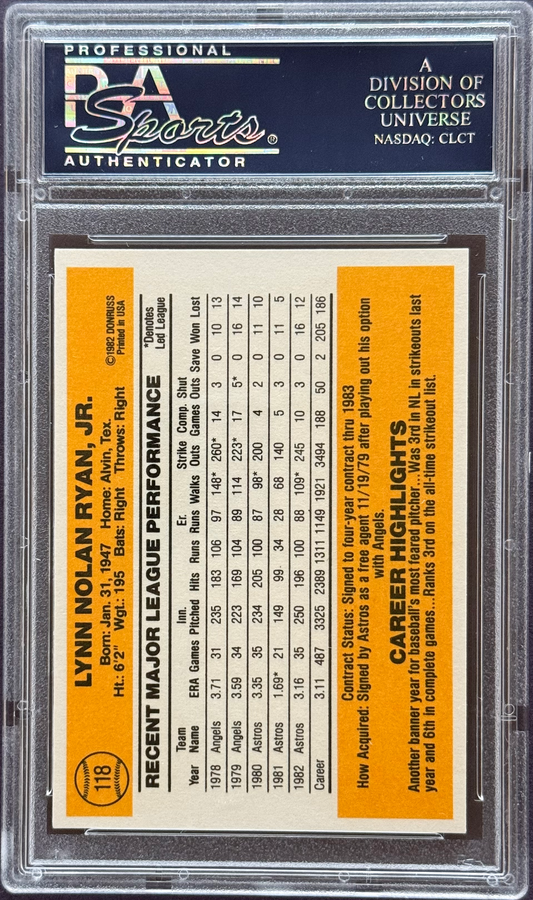 PROFESSIONAL
PSA
Sports®
AUTHENTICATOR
A
DIVISION OF
COLLECTORS
UNIVERSE
NASDAQ: CLCT
118
LYNN NOLAN RYAN, JR.
Born: Jan. 31, 1947 Home: Alvin, Tex.
Ht.: 6'2" Wgt.: 195 Bats: Right Throws: Right
©1982 DONRUSS
Printed in USA
RECENT MAJOR LEAGUE PERFORMANCE
*Denotes
Led League
Team Inn. Er. Strike Comp. Shut
Year Name ERA Games Pitched Hits Runs Runs Walks Outs Games Outs Save Won Lost
1978 Angels 3.71 31 235 183 106 97 148* 260* 14 3 0 10 13
1979 Angels 3.59 34 223 169 104 89 114 223* 17 5* 0 16 14
1980 Astros 3.35 35 234 205 100 87 98* 200 4 2 0 11 10
1981 Astros 1.69* 21 149 99 34 28 68 140 5 3 0 11 5
1982 Astros 3.16 35 250 196 100 88 109* 245 10 3 0 16 12
Career 3.11 487 3325 2389 1311 1149 1921 3494 188 50 2 205 186
Contract Status: Signed to four-year contract thru 1983
How Acquired: Signed by Astros as a free agent 11/19/79 after playing out his option
with Angels.
CAREER HIGHLIGHTS
Another banner year for baseball's most feared pitcher...Was 3rd in NL in strikeouts last
year and 6th in complete games...Ranks 3rd on the all-time strikeout list.